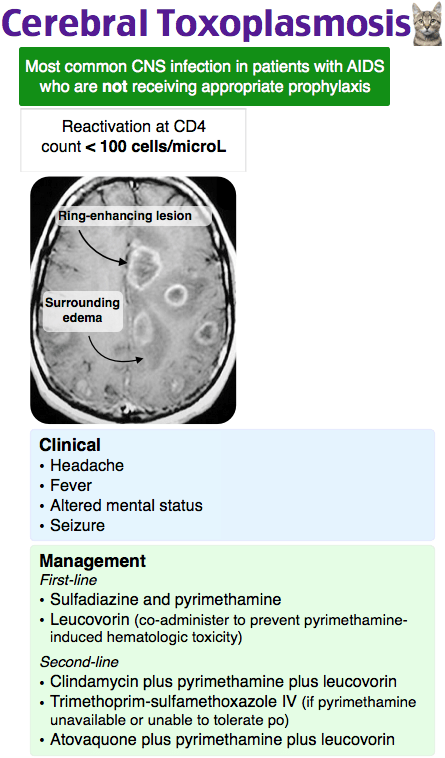 Cerebral Toxoplasmosis
Most common CNS infection in patients with AIDS
who are not receiving appropriate prophylaxis
Reactivation at CD4
count < 100 cells/microL
Ring-enhancing lesion
Surrounding
edema
Clinical
• Headache
• Fever
• Altered mental status
• Seizure
Management
First-line
• Sulfadiazine and pyrimethamine
• Leucovorin (co-administer to prevent pyrimethamine-
induced hematologic toxicity)
Second-line
• Clindamycin plus pyrimethamine plus leucovorin
• Trimethoprim-sulfamethoxazole IV (if pyrimethamine
unavailable or unable to tolerate po)
• Atovaquone plus pyrimethamine plus leucovorin